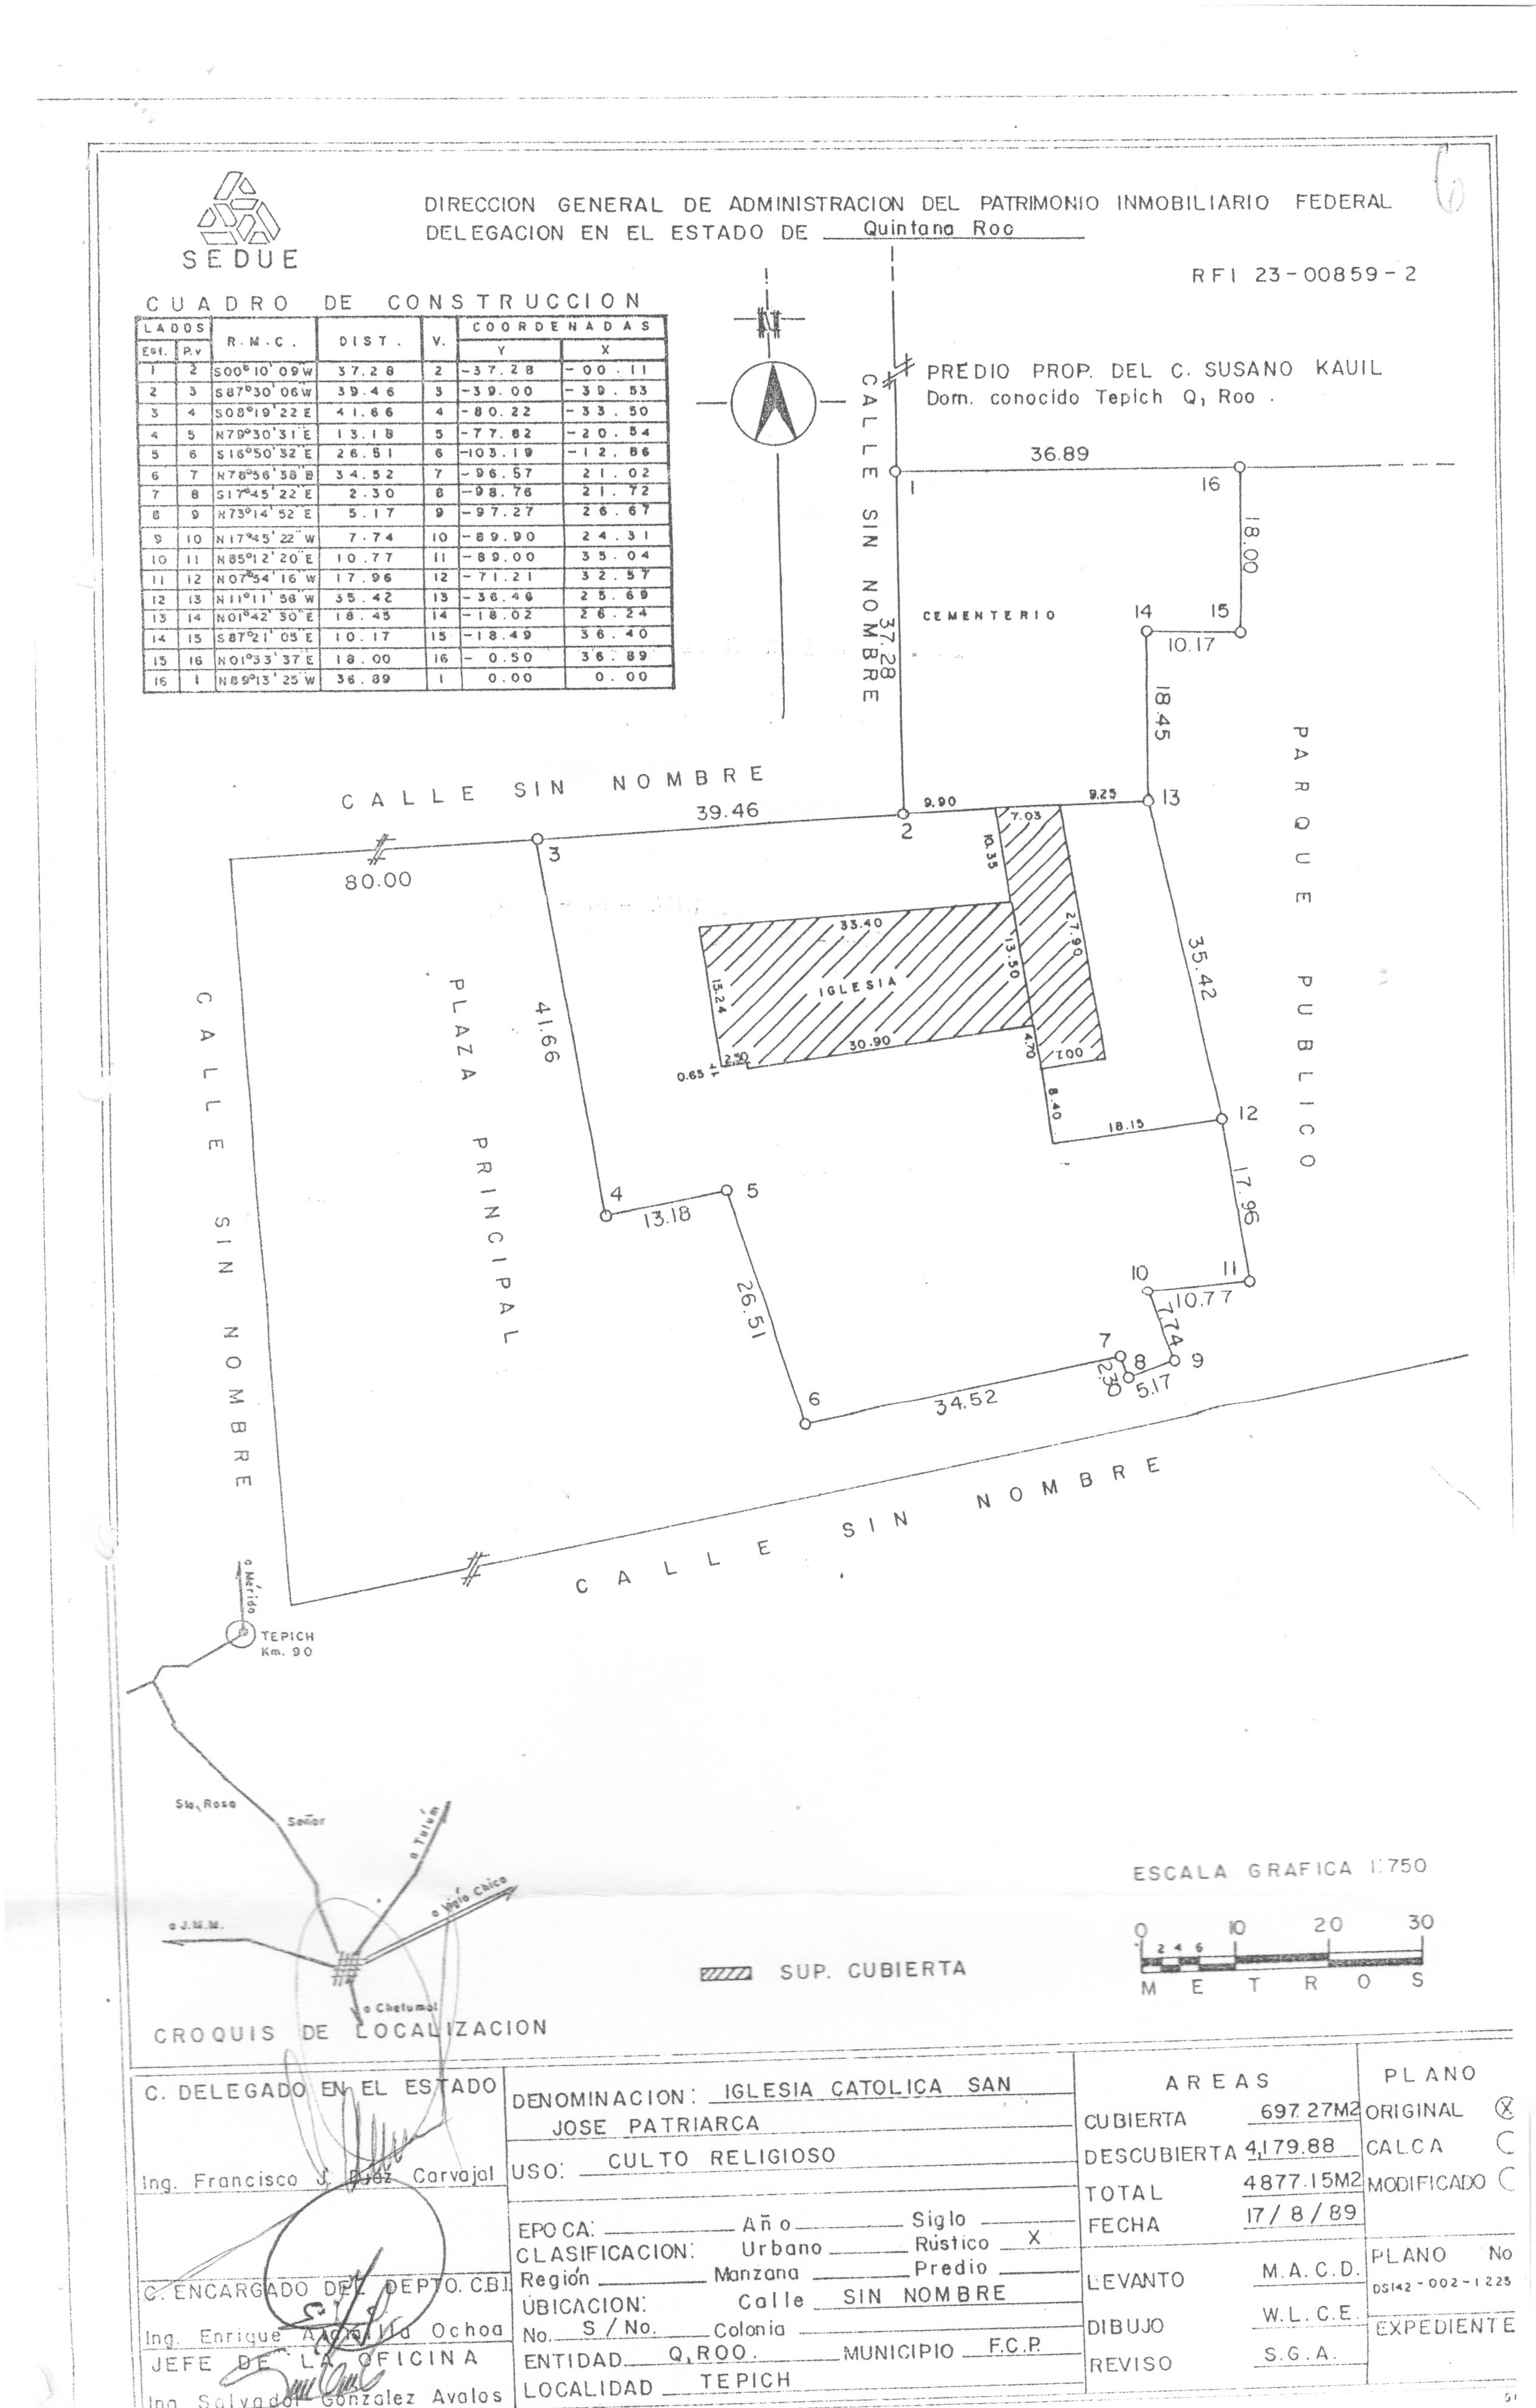 6
SEDUE
DIRECCION GENERAL DE ADMINISTRACION DEL PATRIMONIO INMOBILIARIO FEDERAL
DELEGACION EN EL ESTADO DE Quintana Roo
RFI 23-00859-2
CUADRO DE CONSTRUCCION
LADOS R.M.C. DIST. V. COORDENADAS
Est. P.v Y X
1 2 S00°10'09"W 37.28 2 -37.28 -00.11
2 3 S87°30'06"W 39.46 3 -39.00 -39.53
3 4 S08°19'22"E 41.66 4 -80.22 -33.50
4 5 N79°30'31"E 13.18 5 -77.82 -20.54
5 6 S16°50'32"E 26.51 6 -103.19 -12.86
6 7 N78°56'38"E 34.52 7 -96.57 21.02
7 8 S17°45'22"E 2.30 8 -98.76 21.72
8 9 N73°14'52"E 5.17 9 -97.27 26.67
9 10 N17°45'22"W 7.74 10 -89.90 24.31
10 11 N85°12'20"E 10.77 11 -89.00 35.04
11 12 N07°54'16"W 17.96 12 -71.21 32.57
12 13 N11°11'56"W 35.42 13 -36.46 25.69
13 14 N01°42'30"E 18.45 14 -18.02 26.24
14 15 S87°21'05"E 10.17 15 -18.49 36.40
15 16 N01°33'37"E 18.00 16 -0.50 36.89
16 1 N89°13'25"W 36.89 1 0.00 0.00
N
PREDIO PROP. DEL C. SUSANO KAUIL
Dom. conocido Tepich Q, Roo.
CALLE SIN NOMBRE
36.89
1
16
18.00
CEMENTERIO
14
15
10.17
37.28
18.45
CALLE SIN NOMBRE
39.46
9.90
9.25
13
2
7.03
3
80.00
10.35
PARQUE PUBLICO
33.40
27.90
13.50
35.42
IGLESIA
13.24
PLAZA PRINCIPAL
41.66
CALLE SIN NOMBRE
30.90
2.50
0.65
4.70
7.00
8.40
18.15
12
4
5
13.18
17.96
26.51
10
11
10.77
7.74
7
8
9
2.30
5.17
6
34.52
CALLE SIN NOMBRE
a Mérida
TEPICH
Km. 90
Sta. Rosa
Señor
a Tulúm
a Vigía Chico
a J.M.M.
a Chetumal
CROQUIS DE LOCALIZACION
SUP. CUBIERTA
ESCALA GRAFICA 1:750
0 2 4 6 10 20 30
METROS
C. DELEGADO EN EL ESTADO
Ing. Francisco J. Diaz Carvajal
C. ENCARGADO DEL DEPTO. C.B.I.
Ing. Enrique Ochoa
JEFE DE LA OFICINA
Ing Salvador Gonzalez Avalos
DENOMINACION: IGLESIA CATOLICA SAN
JOSE PATRIARCA
USO: CULTO RELIGIOSO
EPOCA: Año Siglo
CLASIFICACION: Urbano Rústico X
Región Manzana Predio
UBICACION: Calle SIN NOMBRE
No. S/No. Colonia
ENTIDAD Q, ROO. MUNICIPIO F.C.P.
LOCALIDAD TEPICH
AREAS
CUBIERTA 697.27M2
DESCUBIERTA 4,179.88
TOTAL 4877.15M2
FECHA 17/8/89
LEVANTO M.A.C.D.
DIBUJO W.L.C.E.
REVISO S.G.A.
PLANO
ORIGINAL X
CALCA
MODIFICADO
PLANO No
DS142-002-1225
EXPEDIENTE